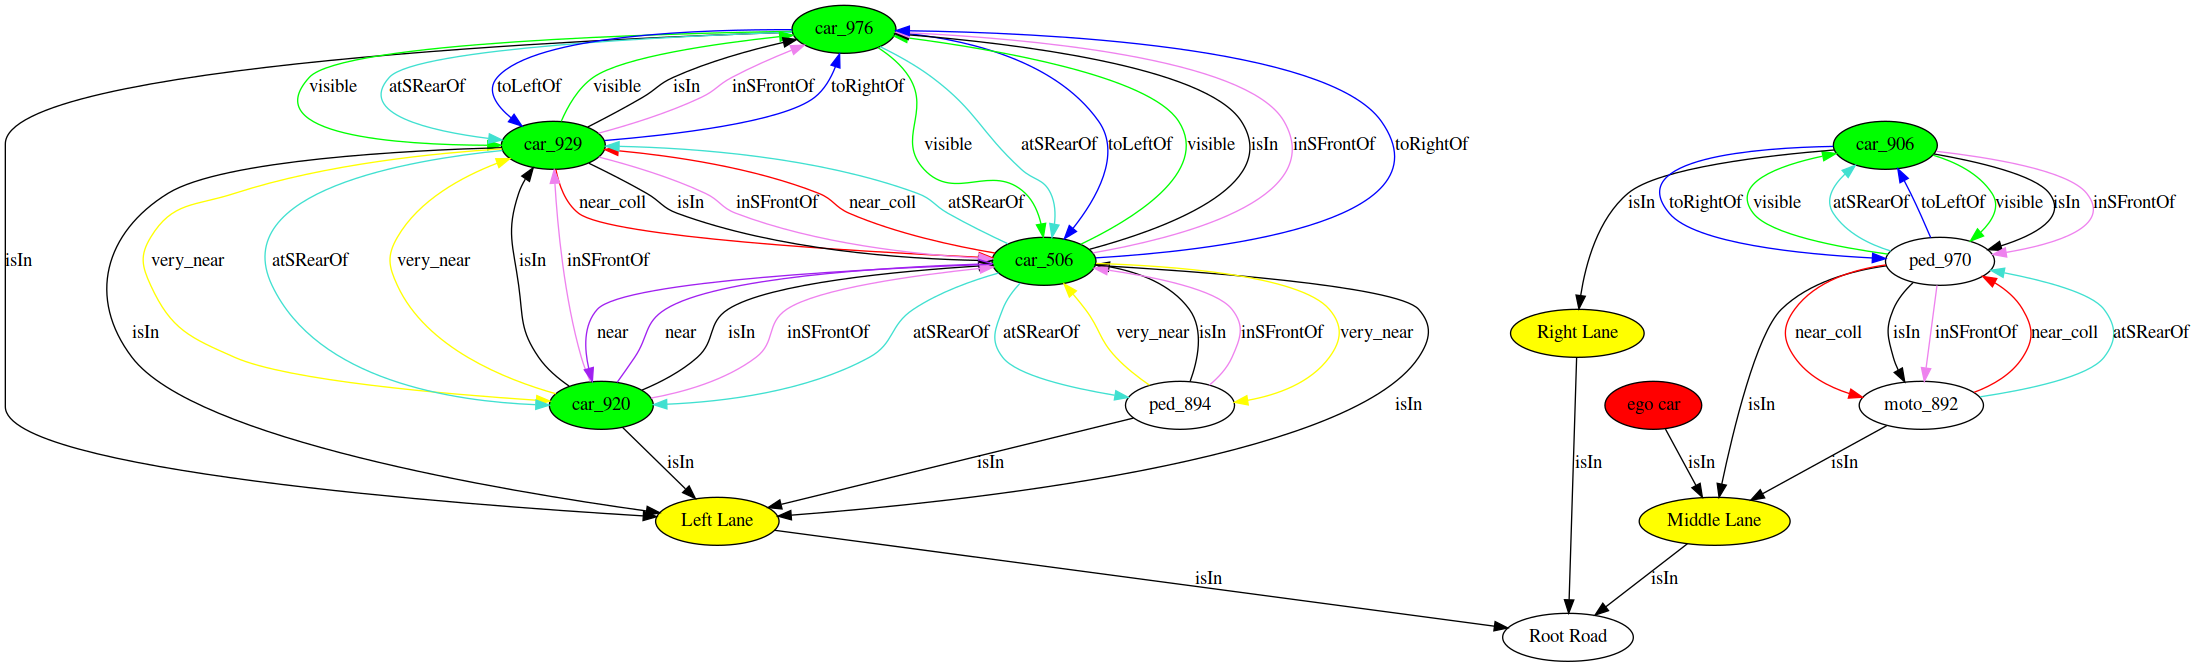 car_976
visible
atSRearOf
toLeftOf
visible
isIn
inSFrontOf
toRightOf
car_929
visible
atSRearOf
toLeftOf
visible
isIn
inSFrontOf
toRightOf
car_906
near_coll
isIn
inSFrontOf
near_coll
atSRearOf
isIn
toRightOf
visible
atSRearOf
toLeftOf
visible
isIn
inSFrontOf
isIn
very_near
atSRearOf
very_near
isIn
inSFrontOf
car_506
ped_970
isIn
near
near
isIn
inSFrontOf
atSRearOf
atSRearOf
very_near
isIn
inSFrontOf
very_near
Right Lane
near_coll
isIn
inSFrontOf
near_coll
atSRearOf
car_920
ped_894
isIn
ego car
isIn
moto_892
isIn
isIn
isIn
isIn
isIn
Left Lane
Middle Lane
isIn
isIn
Root Road